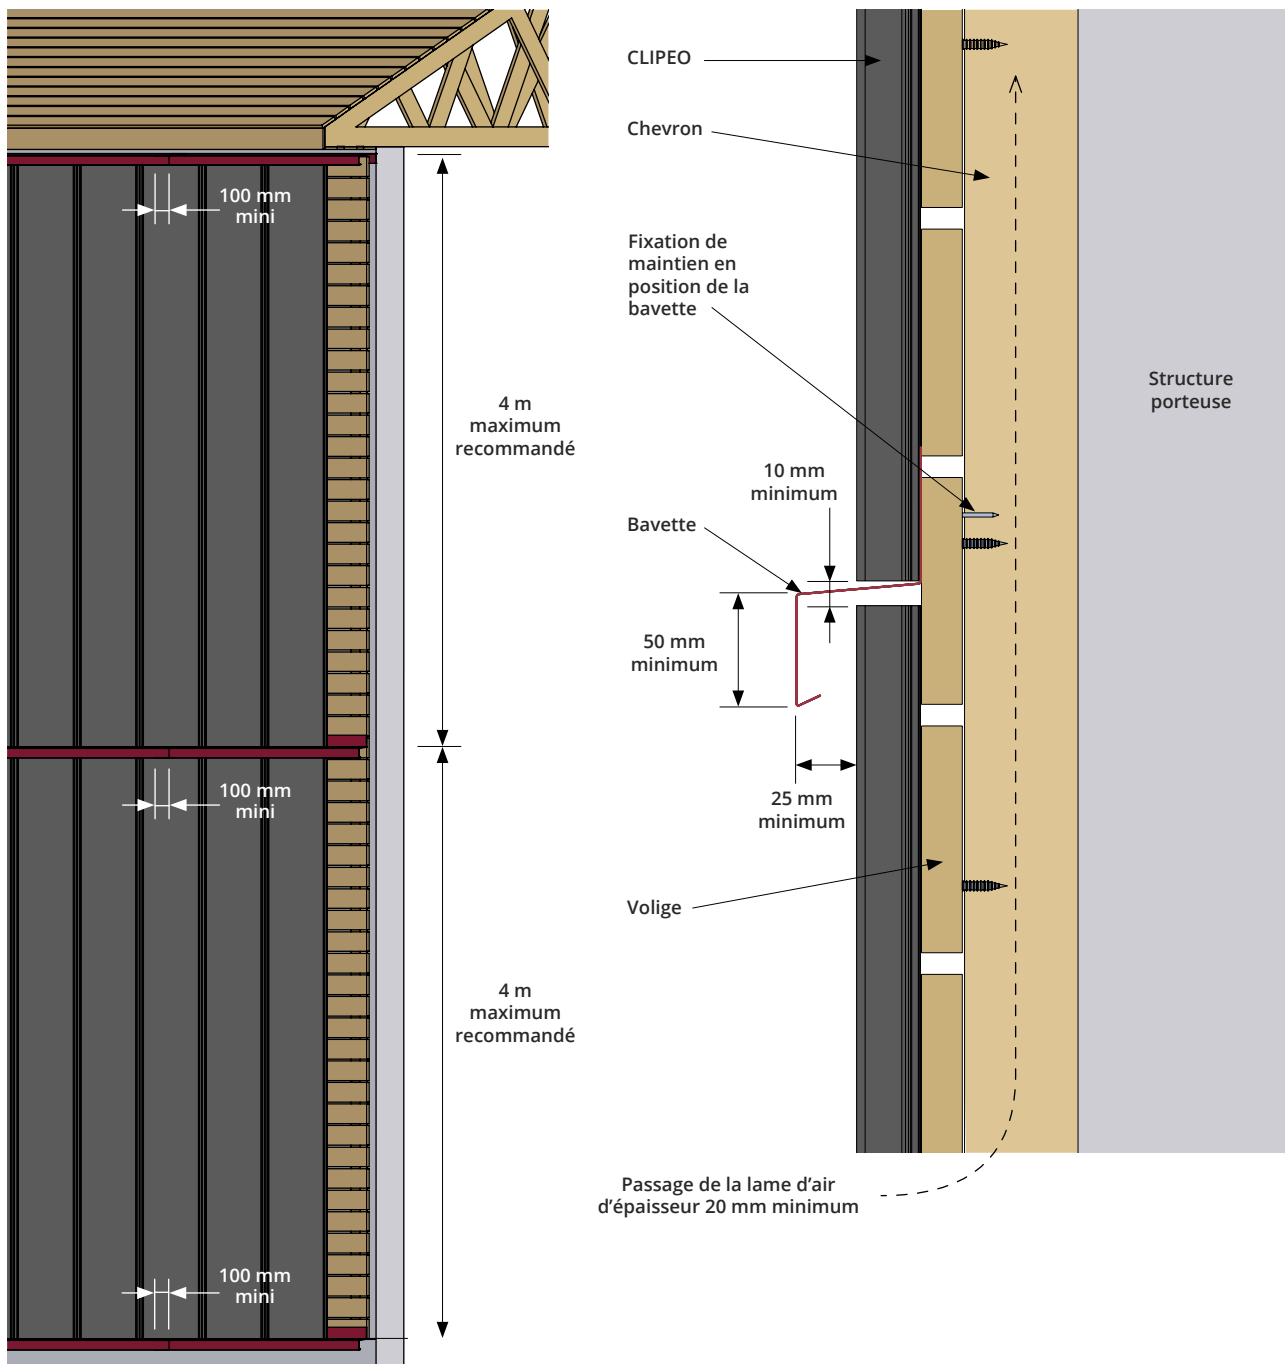 100 mm
mini
4 m
maximum
recommandé
100 mm
mini
4 m
maximum
recommandé
100 mm
mini
CLIPEO
Chevron
Fixation de
maintien en
position de la
bavette
Structure
porteuse
10 mm
minimum
Bavette
50 mm
minimum
25 mm
minimum
Volige
Passage de la lame d’air
d’épaisseur 20 mm minimum